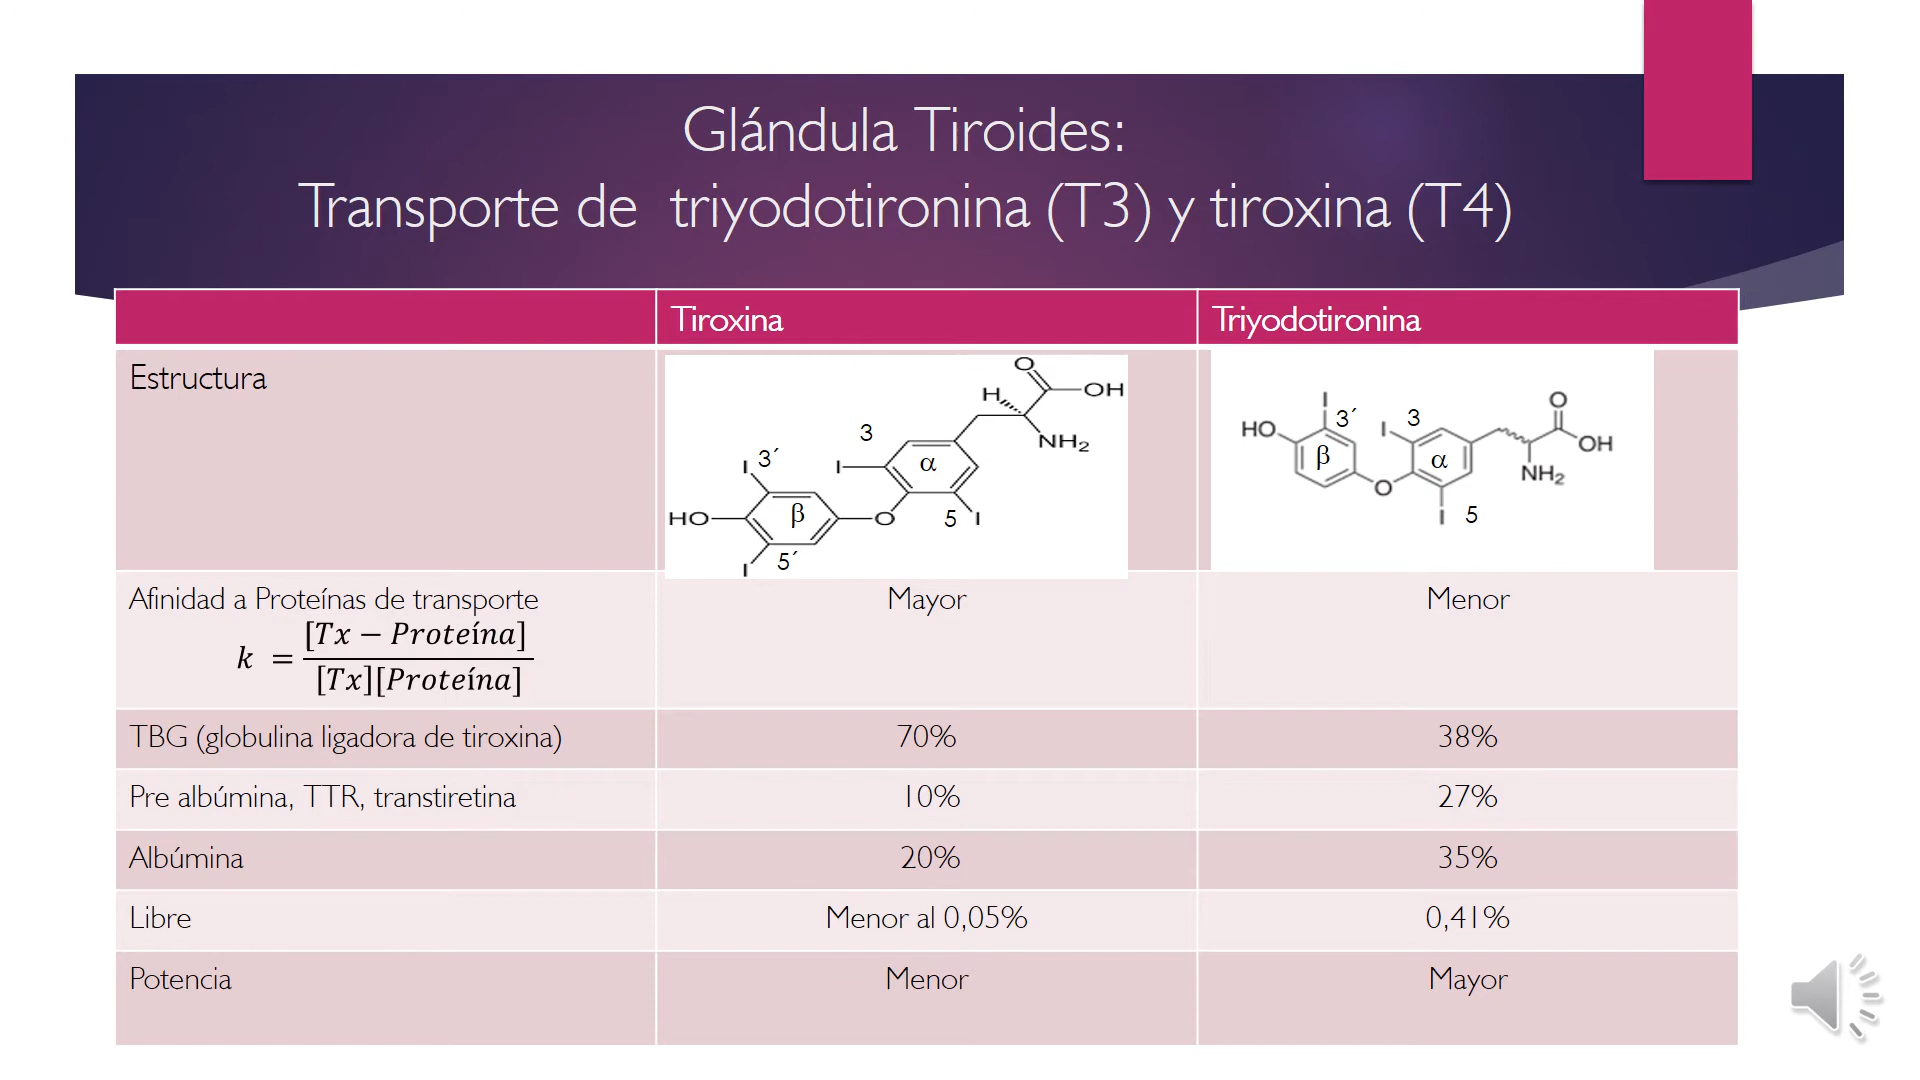 Glándula Tiroides:
Transporte de triyodotironina (T3) y tiroxina (T4)
Tiroxina Triyodotironina
Estructura
O
H OH
NH₂
3
α
I
3´
I
β
HO O
5 I
5´
I
I
3´ 3
HO I
β α
O
OH
NH₂
O
I 5
Afinidad a Proteínas de transporte Mayor Menor
k = [Tx − Proteína] / [Tx][Proteína]
TBG (globulina ligadora de tiroxina) 70% 38%
Pre albúmina, TTR, transtiretina 10% 27%
Albúmina 20% 35%
Libre Menor al 0,05% 0,41%
Potencia Menor Mayor